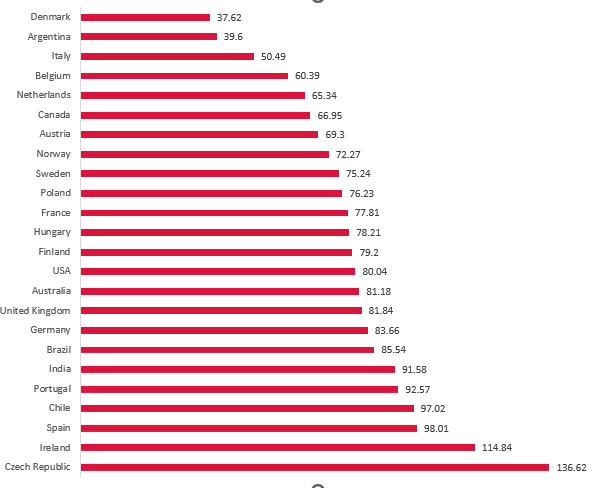 Denmark 37.62
Argentina 39.6
Italy 50.49
Belgium 60.39
Netherlands 65.34
Canada 66.95
Austria 69.3
Norway 72.27
Sweden 75.24
Poland 76.23
France 77.81
Hungary 78.21
Finland 79.2
USA 80.04
Australia 81.18
United Kingdom 81.84
Germany 83.66
Brazil 85.54
India 91.58
Portugal 92.57
Chile 97.02
Spain 98.01
Ireland 114.84
Czech Republic 136.62